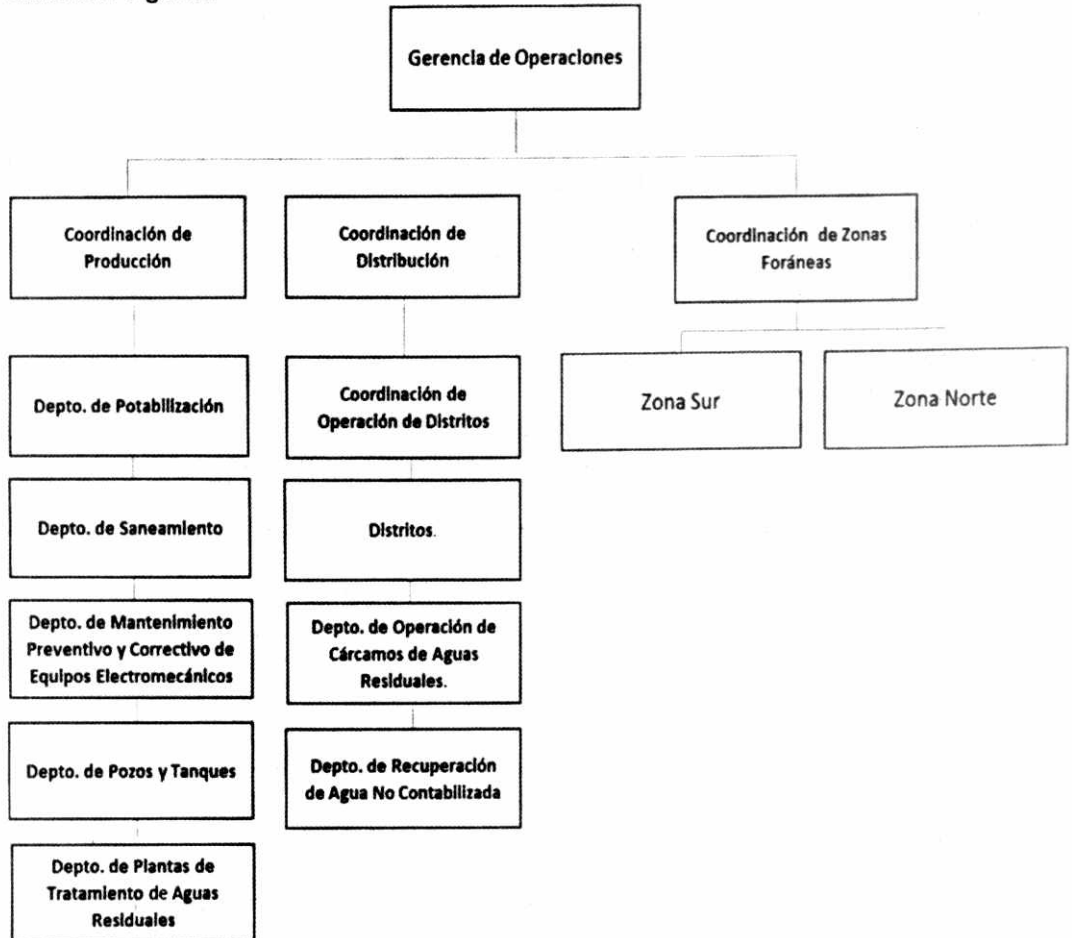 Gerencia de Operaciones
Coordinación de
Producción
Coordinación de
Distribución
Coordinación de Zonas
Foráneas
Depto. de Potabilización
Coordinación de
Operación de Distritos
Zona Sur
Zona Norte
Depto. de Saneamiento
Distritos.
Depto. de Mantenimiento
Preventivo y Correctivo de
Equipos Electromecánicos
Depto. de Operación de
Cárcamos de Aguas
Residuales.
Depto. de Pozos y Tanques
Depto. de Recuperación
de Agua No Contabilizada
Depto. de Plantas de
Tratamiento de Aguas
Residuales